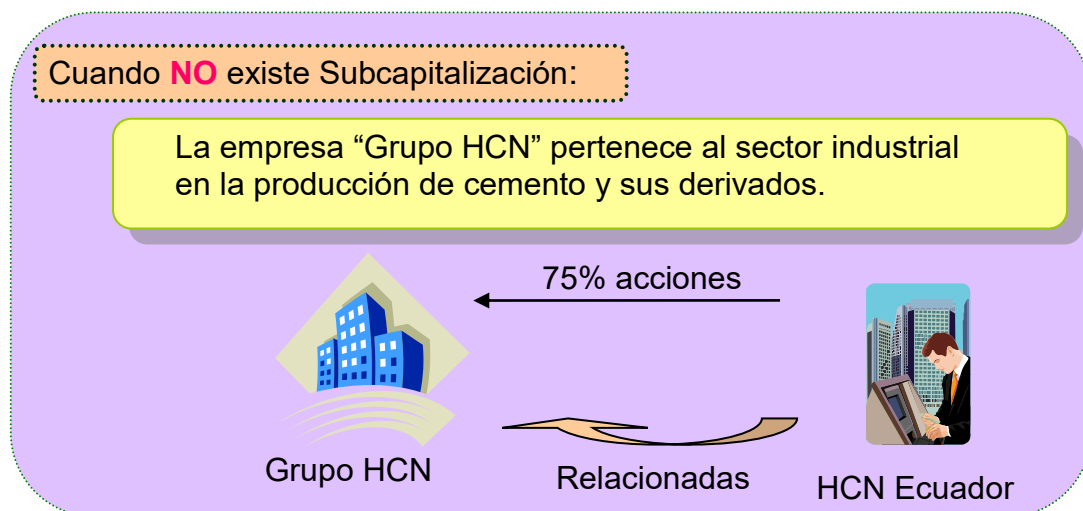 Cuando NO existe Subcapitalización:
La empresa “Grupo HCN” pertenece al sector industrial
en la producción de cemento y sus derivados.
75% acciones
Grupo HCN
Relacionadas
HCN Ecuador